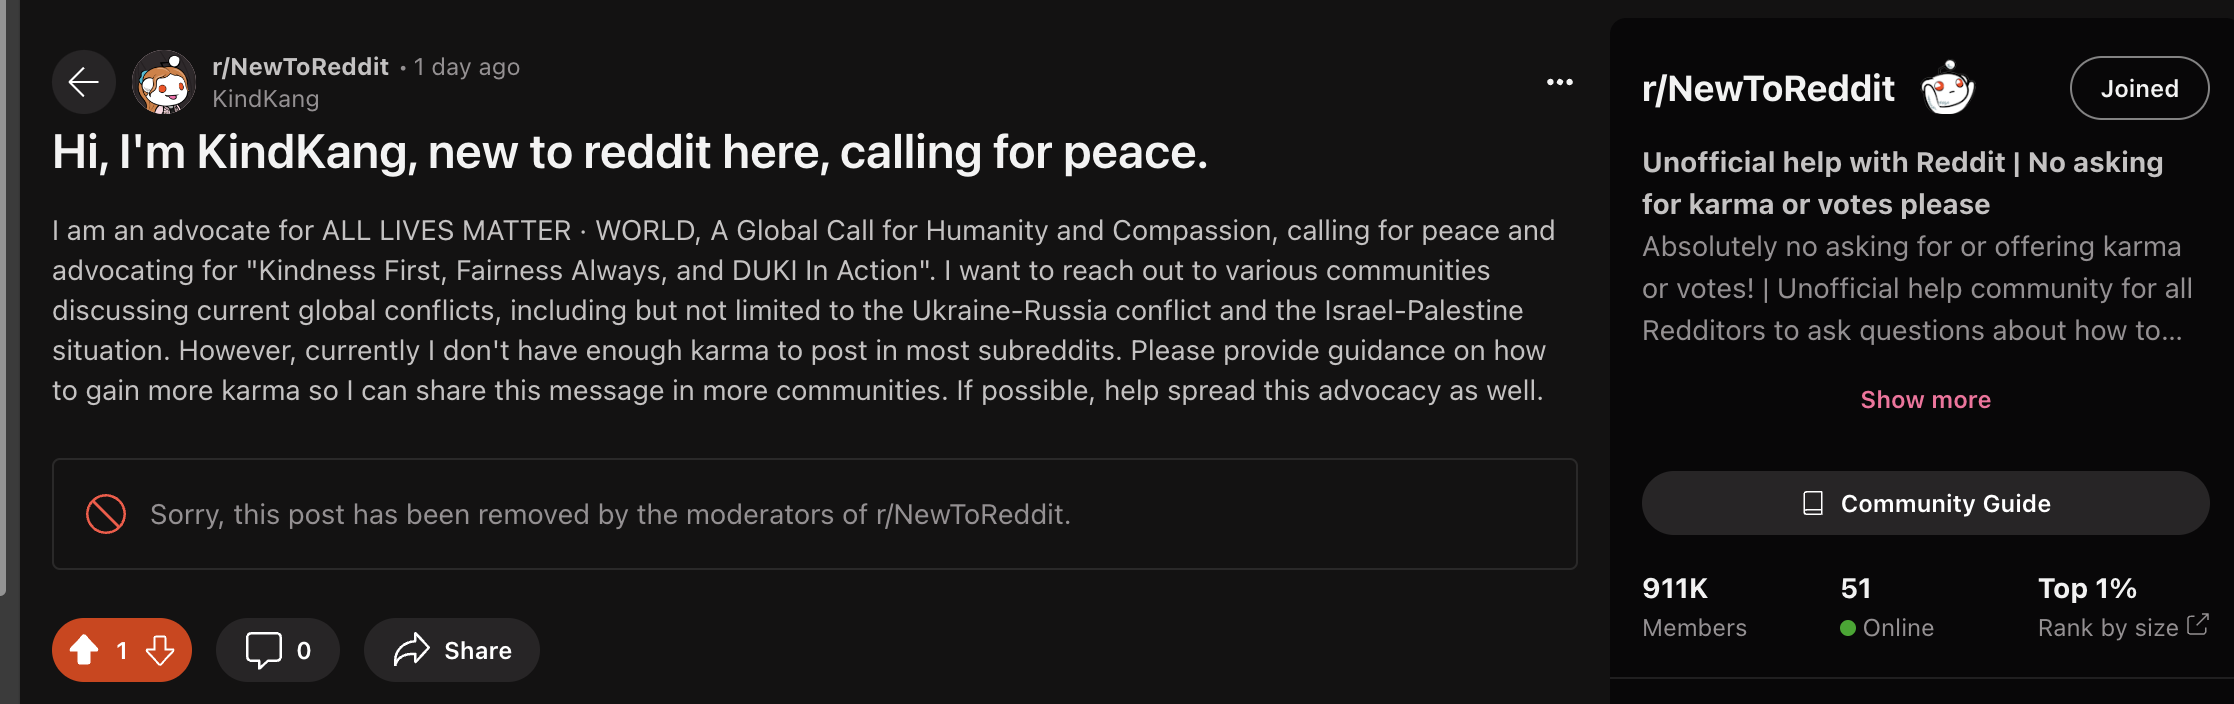 r/NewToReddit • 1 day ago
KindKang
Hi, I'm KindKang, new to reddit here, calling for peace.
I am an advocate for ALL LIVES MATTER · WORLD, A Global Call for Humanity and Compassion, calling for peace and
advocating for "Kindness First, Fairness Always, and DUKI In Action". I want to reach out to various communities
discussing current global conflicts, including but not limited to the Ukraine-Russia conflict and the Israel-Palestine
situation. However, currently I don't have enough karma to post in most subreddits. Please provide guidance on how
to gain more karma so I can share this message in more communities. If possible, help spread this advocacy as well.
Sorry, this post has been removed by the moderators of r/NewToReddit.
1
0
Share
r/NewToReddit
Joined
Unofficial help with Reddit | No asking
for karma or votes please
Absolutely no asking for or offering karma
or votes! | Unofficial help community for all
Redditors to ask questions about how to...
Show more
Community Guide
911K 51 Top 1%
Members Online Rank by size